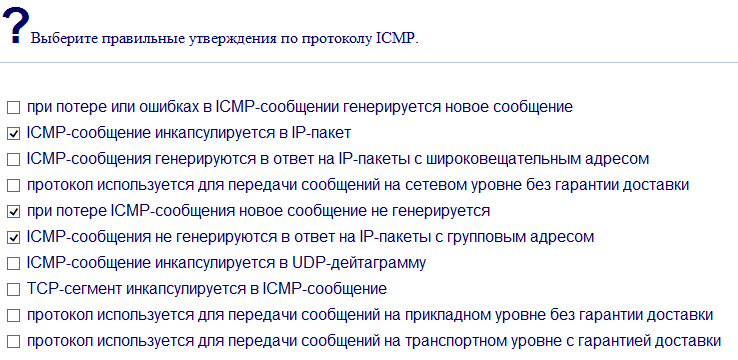 ? Выберите правильные утверждения по протоколу ICMP.
при потере или ошибках в ICMP-сообщении генерируется новое сообщение
ICMP-сообщение инкапсулируется в IP-пакет
ICMP-сообщения генерируются в ответ на IP-пакеты с широковещательным адресом
протокол используется для передачи сообщений на сетевом уровне без гарантии доставки
при потере ICMP-сообщения новое сообщение не генерируется
ICMP-сообщения не генерируются в ответ на IP-пакеты с групповым адресом
ICMP-сообщение инкапсулируется в UDP-дейтаграмму
TCP-сегмент инкапсулируется в ICMP-сообщение
протокол используется для передачи сообщений на прикладном уровне без гарантии доставки
протокол используется для передачи сообщений на транспортном уровне с гарантией доставки